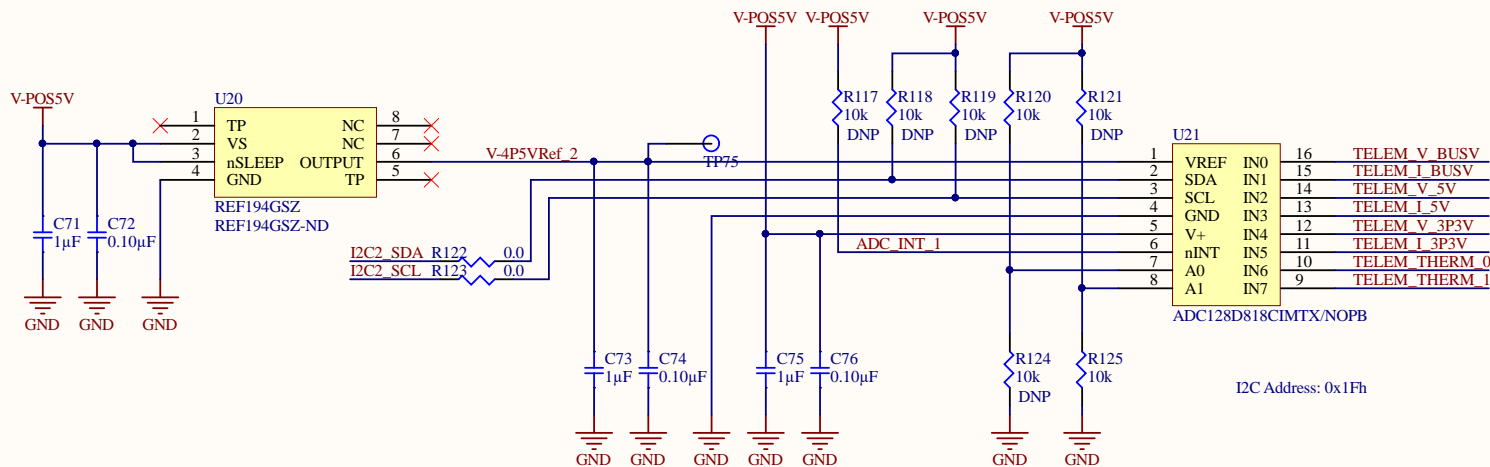 V-POS5V V-POS5V V-POS5V V-POS5V
V-POS5V
U20
1 TP NC 8
2 VS NC 7
3 nSLEEP OUTPUT 6
4 GND TP 5
REF194GSZ
REF194GSZ-ND
C71
1µF
C72
0.10µF
GND GND GND
V-4P5VRef_2
TP75
I2C2_SDA R122 0.0
I2C2_SCL R123 0.0
R117
10k
DNP
R118
10k
R119
10k
DNP
R120
10k
R121
10k
DNP
ADC_INT_1
U21
1 VREF IN0 16 TELEM_V_BUSV
2 SDA IN1 15 TELEM_I_BUSV
3 SCL IN2 14 TELEM_V_5V
4 GND IN3 13 TELEM_I_5V
5 V+ IN4 12 TELEM_V_3P3V
6 nINT IN5 11 TELEM_I_3P3V
7 A0 IN6 10 TELEM_THERM_0
8 A1 IN7 9 TELEM_THERM_1
ADC128D818CIMTX/NOPB
C73
1µF
C74
0.10µF
C75
1µF
C76
0.10µF
R124
10k
DNP
R125
10k
I2C Address: 0x1Fh
GND GND GND GND GND GND GND